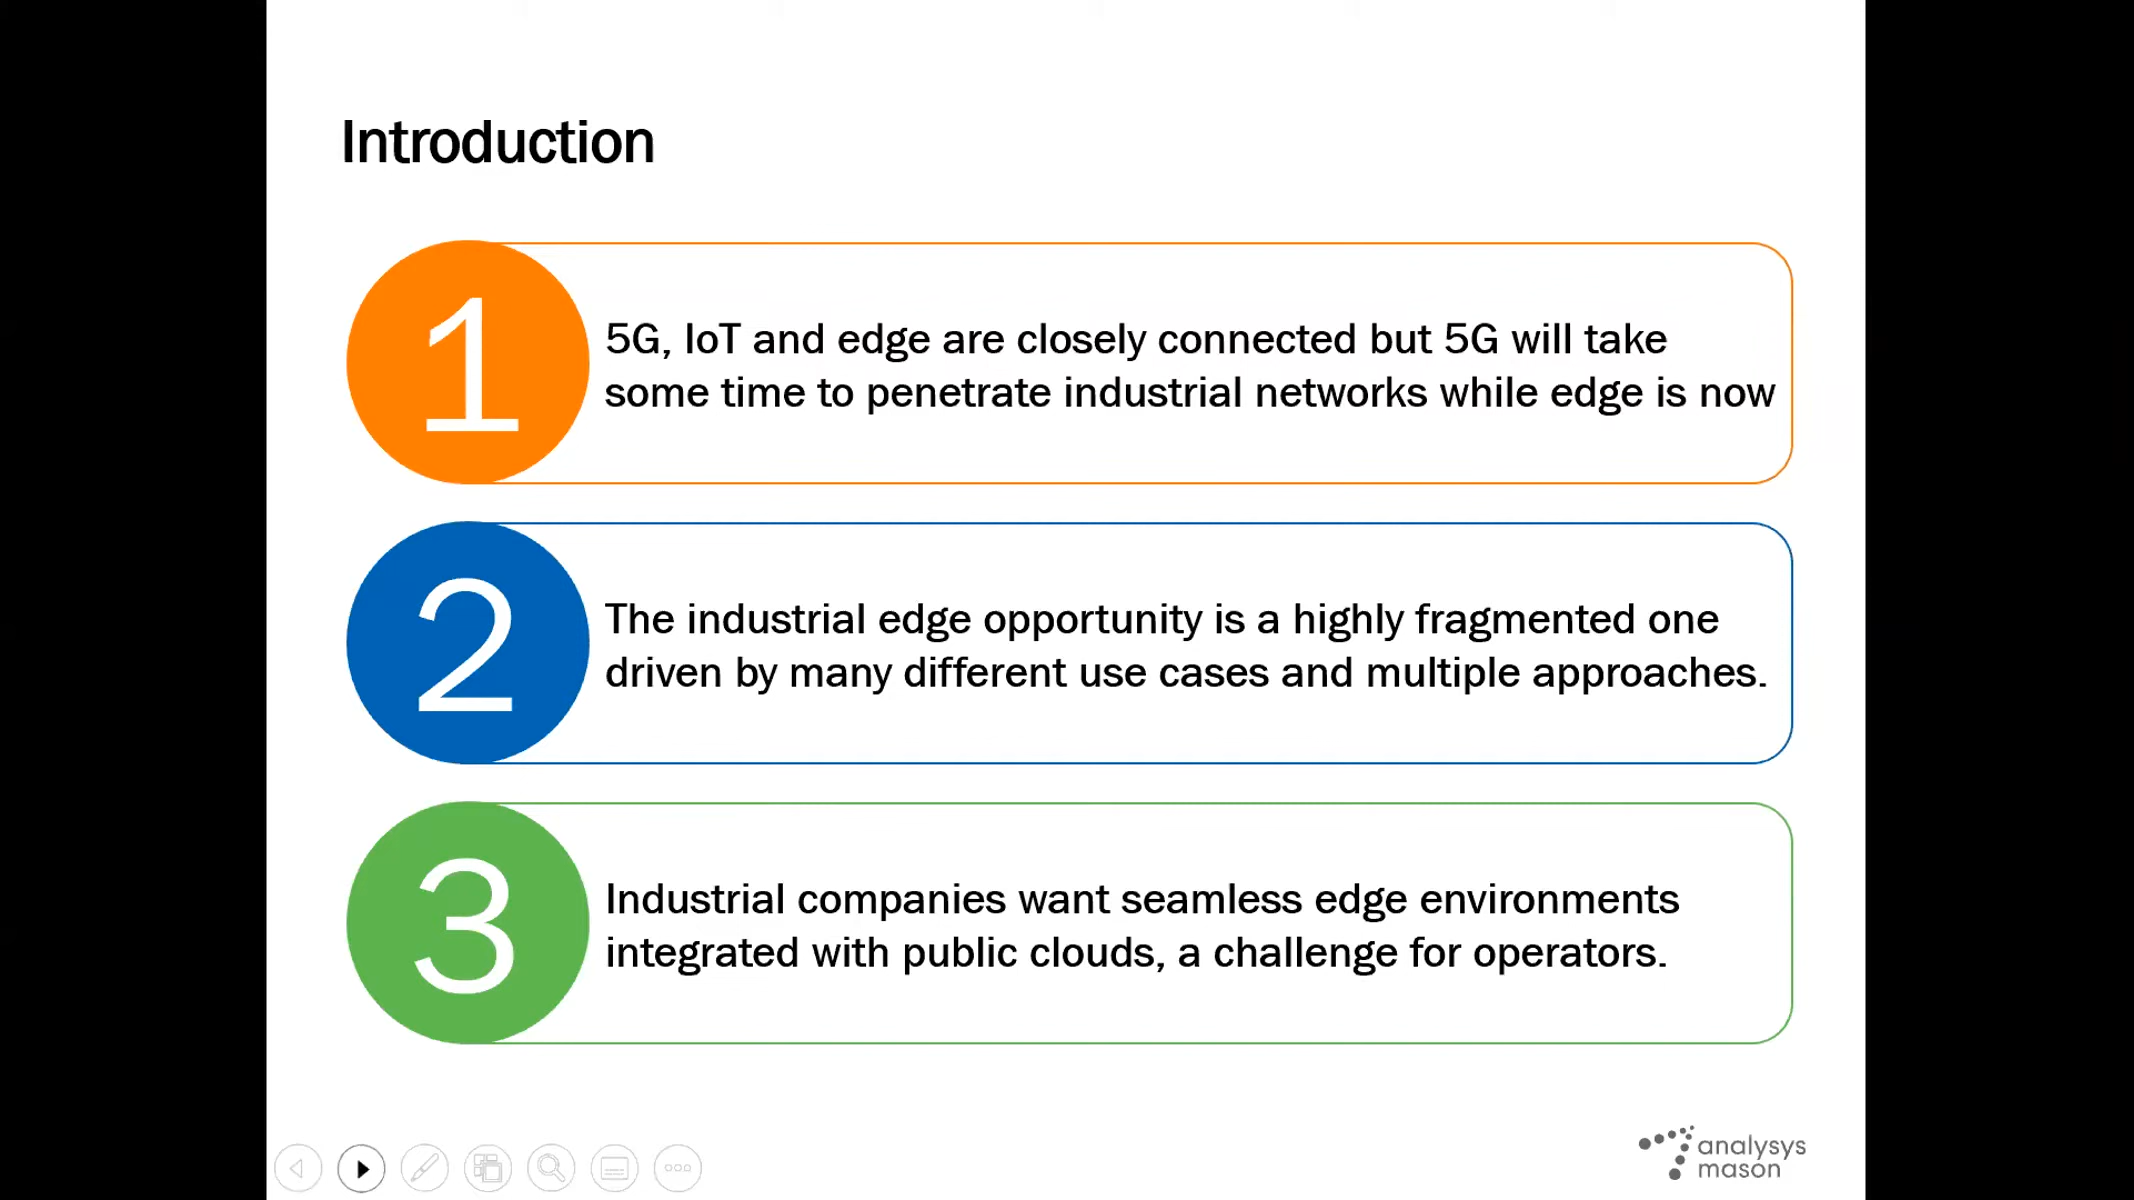 Introduction
1
5G, IoT and edge are closely connected but 5G will take
some time to penetrate industrial networks while edge is now
2
The industrial edge opportunity is a highly fragmented one
driven by many different use cases and multiple approaches.
3
Industrial companies want seamless edge environments
integrated with public clouds, a challenge for operators.
analysys
mason